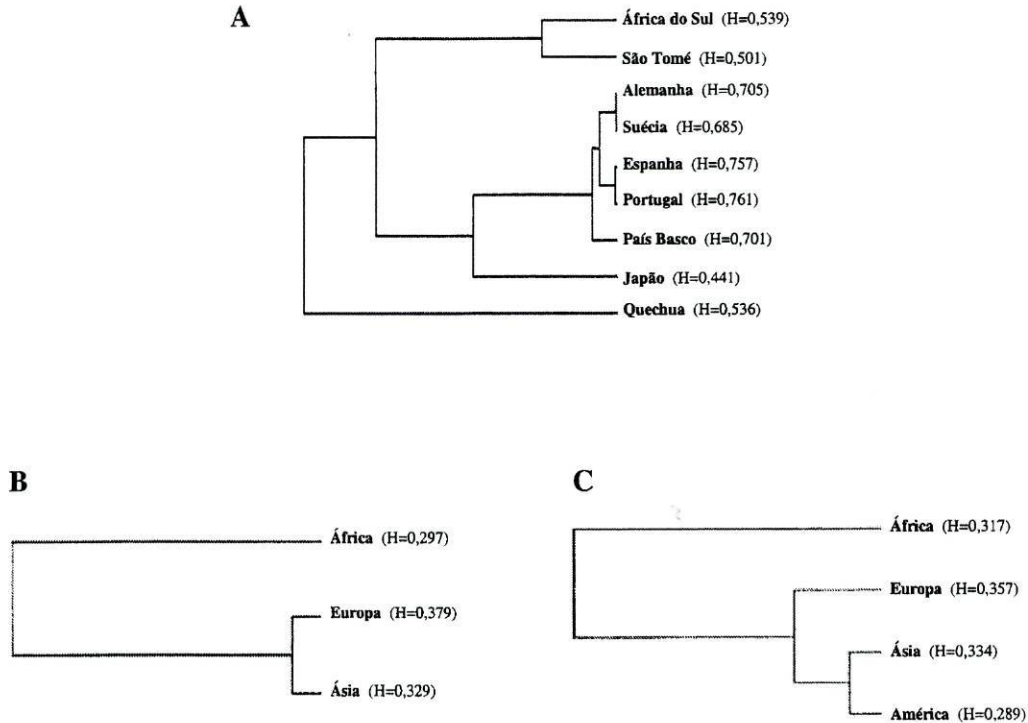 A
África do Sul (H=0,539)
São Tomé (H=0,501)
Alemanha (H=0,705)
Suécia (H=0,685)
Espanha (H=0,757)
Portugal (H=0,761)
País Basco (H=0,701)
Japão (H=0,441)
Quechua (H=0,536)
B
África (H=0,297)
Europa (H=0,379)
Ásia (H=0,329)
C
África (H=0,317)
Europa (H=0,357)
Ásia (H=0,334)
América (H=0,289)